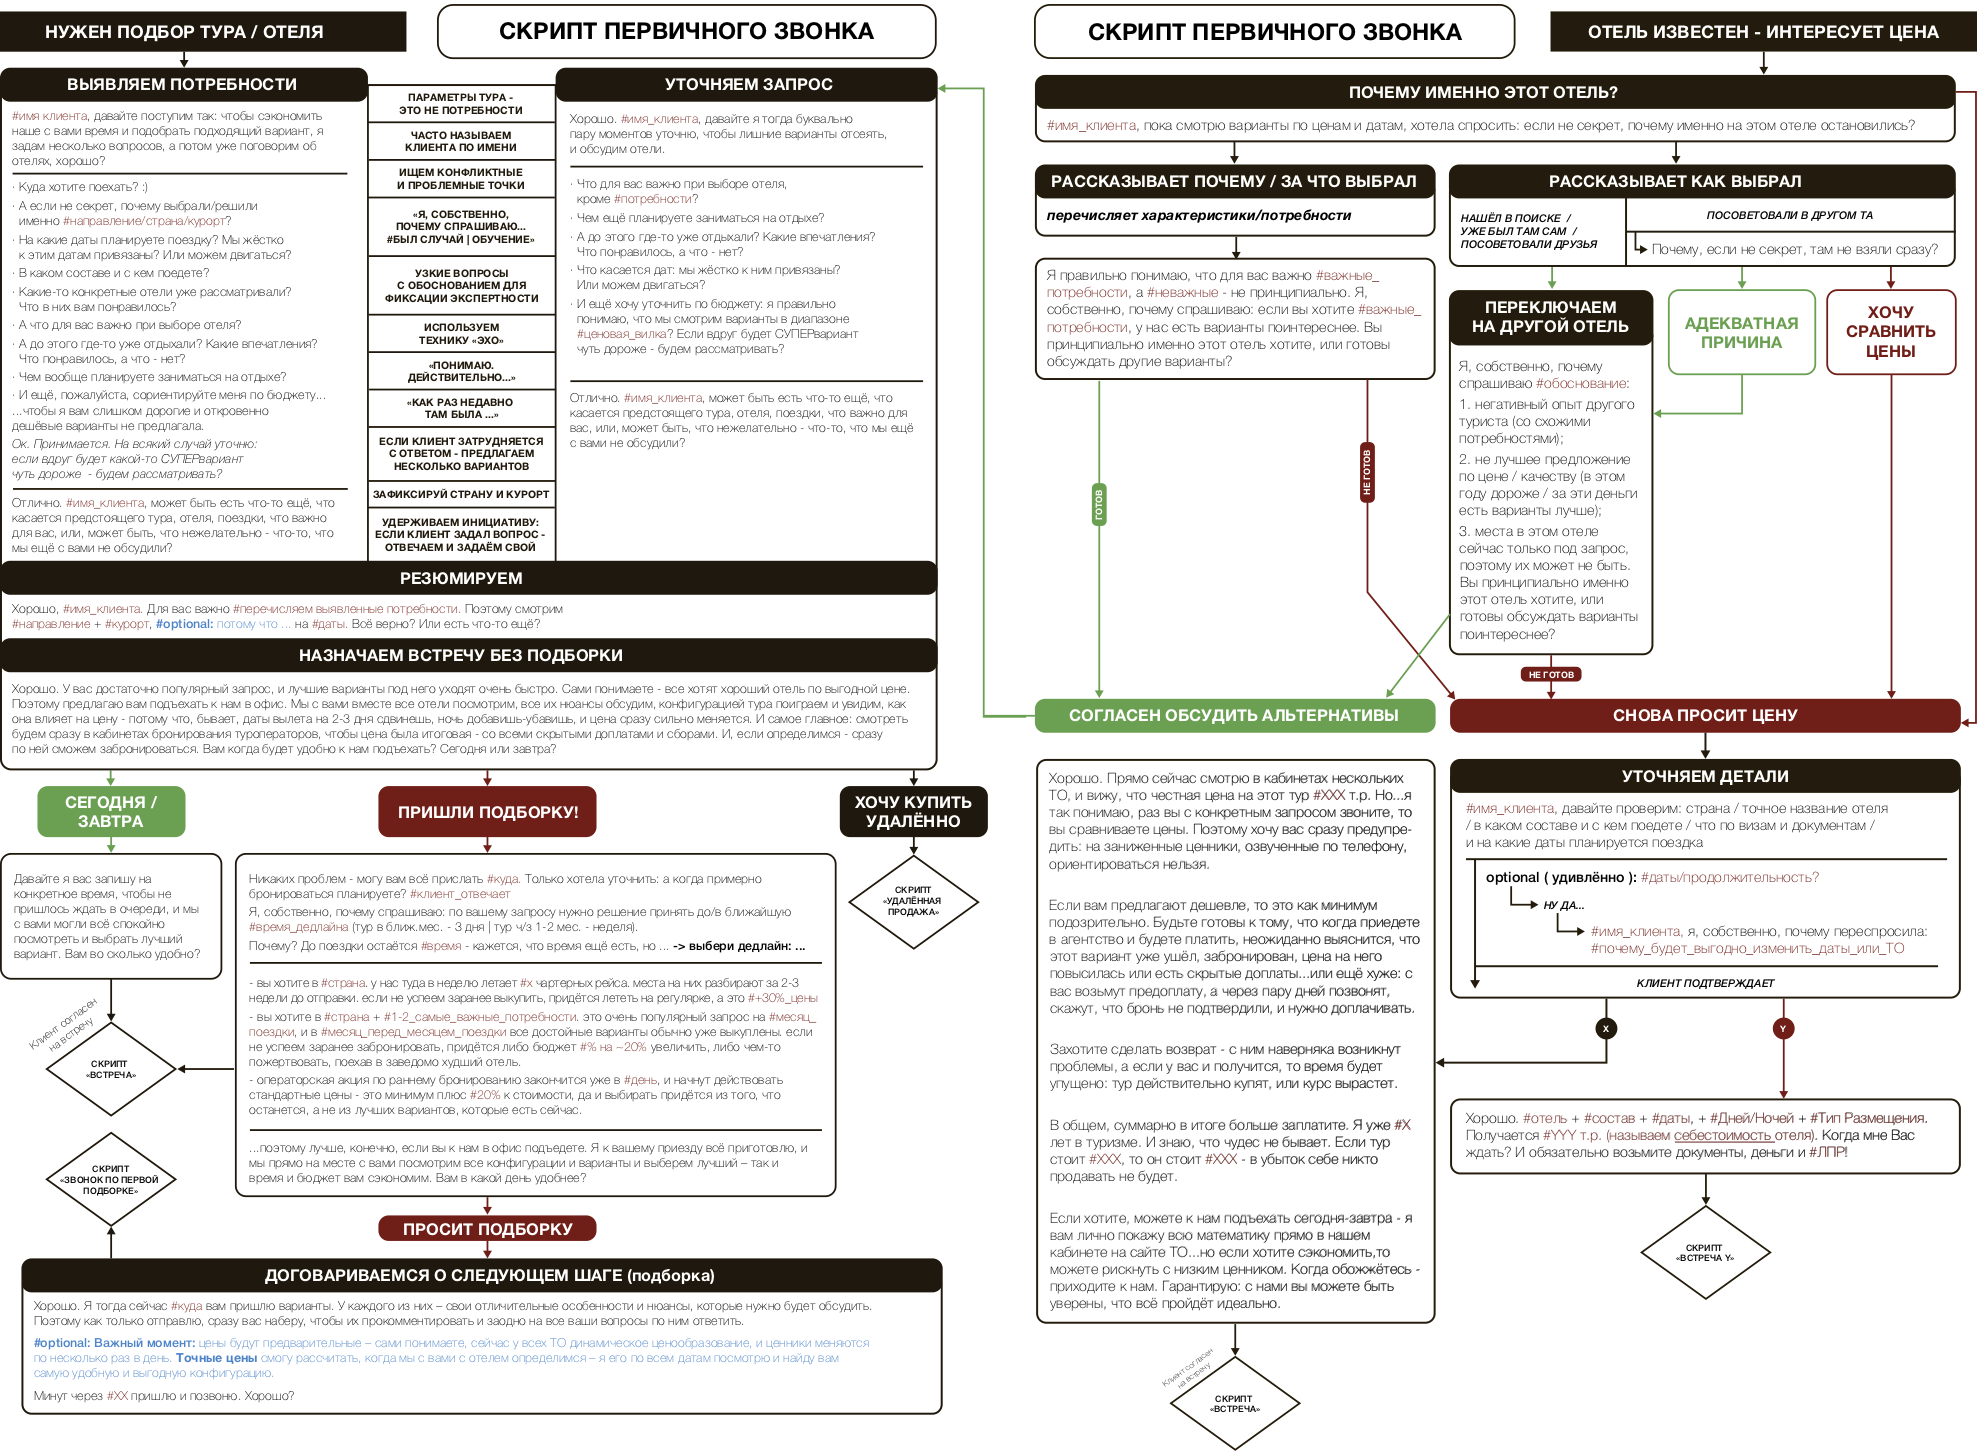 НУЖЕН ПОДБОР ТУРА / ОТЕЛЯ
СКРИПТ ПЕРВИЧНОГО ЗВОНКА
ВЫЯВЛЯЕМ ПОТРЕБНОСТИ
#имя клиента, давайте поступим так: чтобы сэкономить
наше с вами время и подобрать подходящий вариант, я
задам несколько вопросов, а потом уже поговорим об
отелях, хорошо?
· Куда хотите поехать? :)
· А если не секрет, почему выбрали/решили
именно #направление/страна/курорт?
· На какие даты планируете поездку? Мы жёстко
к этим датам привязаны? Или можем двигаться?
· В каком составе и с кем поедете?
· Какие-то конкретные отели уже рассматривали?
Что в них вам понравилось?
· А что для вас важно при выборе отеля?
· А до этого где-то уже отдыхали? Какие впечатления?
Что понравилось, а что - нет?
· Чем вообще планируете заниматься на отдыхе?
· И ещё, пожалуйста, сориентируйте меня по бюджету...
...чтобы я вам слишком дорогие и откровенно
дешёвые варианты не предлагала.
Ок. Принимается. На всякий случай уточню:
если вдруг будет какой-то СУПЕРвариант
чуть дороже  - будем рассматривать?
Отлично. #имя_клиента, может быть есть что-то ещё, что
касается предстоящего тура, отеля, поездки, что важно
для вас, или, может быть, что нежелательно - что-то, что
мы ещё с вами не обсудили?
ПАРАМЕТРЫ ТУРА -
ЭТО НЕ ПОТРЕБНОСТИ
ЧАСТО НАЗЫВАЕМ
КЛИЕНТА ПО ИМЕНИ
ИЩЕМ КОНФЛИКТНЫЕ
И ПРОБЛЕМНЫЕ ТОЧКИ
«Я, СОБСТВЕННО,
ПОЧЕМУ СПРАШИВАЮ...
#БЫЛ СЛУЧАЙ | ОБУЧЕНИЕ»
УЗКИЕ ВОПРОСЫ
С ОБОСНОВАНИЕМ ДЛЯ
ФИКСАЦИИ ЭКСПЕРТНОСТИ
ИСПОЛЬЗУЕМ
ТЕХНИКУ «ЭХО»
«ПОНИМАЮ.
ДЕЙСТВИТЕЛЬНО...»
«КАК РАЗ НЕДАВНО
ТАМ БЫЛА ...»
ЕСЛИ КЛИЕНТ ЗАТРУДНЯЕТСЯ
С ОТВЕТОМ - ПРЕДЛАГАЕМ
НЕСКОЛЬКО ВАРИАНТОВ
ЗАФИКСИРУЙ СТРАНУ И КУРОРТ
УДЕРЖИВАЕМ ИНИЦИАТИВУ:
ЕСЛИ КЛИЕНТ ЗАДАЛ ВОПРОС -
ОТВЕЧАЕМ И ЗАДАЁМ СВОЙ
УТОЧНЯЕМ ЗАПРОС
Хорошо. #имя_клиента, давайте я тогда буквально
пару моментов уточню, чтобы лишние варианты отсеять,
и обсудим отели.
· Что для вас важно при выборе отеля,
кроме #потребности?
· Чем ещё планируете заниматься на отдыхе?
· А до этого где-то уже отдыхали? Какие впечатления?
Что понравилось, а что - нет?
· Что касается дат: мы жёстко к ним привязаны?
Или можем двигаться?
· И ещё хочу уточнить по бюджету: я правильно
понимаю, что мы смотрим варианты в диапазоне
#ценовая_вилка? Если вдруг будет СУПЕРвариант
чуть дороже - будем рассматривать?
Отлично. #имя_клиента, может быть есть что-то ещё, что
касается предстоящего тура, отеля, поездки, что важно для
вас, или, может быть, что нежелательно - что-то, что мы ещё
с вами не обсудили?
РЕЗЮМИРУЕМ
Хорошо, #имя_клиента. Для вас важно #перечисляем выявленные потребности. Поэтому смотрим
#направление + #курорт, #optional: потому что ... на #даты. Всё верно? Или есть что-то ещё?
НАЗНАЧАЕМ ВСТРЕЧУ БЕЗ ПОДБОРКИ
Хорошо. У вас достаточно популярный запрос, и лучшие варианты под него уходят очень быстро. Сами понимаете - все хотят хороший отель по выгодной цене.
Поэтому предлагаю вам подъехать к нам в офис. Мы с вами вместе все отели посмотрим, все их нюансы обсудим, конфигурацией тура поиграем и увидим, как
она влияет на цену - потому что, бывает, даты вылета на 2-3 дня сдвинешь, ночь добавишь-убавишь, и цена сразу сильно меняется. И самое главное: смотреть
будем сразу в кабинетах бронирования туроператоров, чтобы цена была итоговая - со всеми скрытыми доплатами и сборами. И, если определимся - сразу
по ней сможем забронироваться. Вам когда будет удобно к нам подъехать? Сегодня или завтра?
СЕГОДНЯ /
ЗАВТРА
ПРИШЛИ ПОДБОРКУ!
ХОЧУ КУПИТЬ
УДАЛЁННО
Давайте я вас запишу на
конкретное время, чтобы не
пришлось ждать в очереди, и мы
с вами могли всё спокойно
посмотреть и выбрать лучший
вариант. Вам во сколько удобно?
Клиент согласен
на встречу
СКРИПТ
«ВСТРЕЧА»
СКРИПТ
«ЗВОНОК ПО ПЕРВОЙ
ПОДБОРКЕ»
Никаких проблем - могу вам всё прислать #куда. Только хотела уточнить: а когда примерно
бронироваться планируете? #клиент_отвечает
Я, собственно, почему спрашиваю: по вашему запросу нужно решение принять до/в ближайшую
#время_дедлайна (тур в ближ.мес. - 3 дня | тур ч/з 1-2 мес. - неделя).
Почему? До поездки остаётся #время - кажется, что время ещё есть, но ... -> выбери дедлайн: ...
- вы хотите в #страна. у нас туда в неделю летает #х чартерных рейса. места на них разбирают за 2-3
недели до отправки. если не успеем заранее выкупить, придётся лететь на регулярке, а это #+30%_цены
- вы хотите в #страна + #1-2_самые_важные_потребности. это очень популярный запрос на #месяц_
поездки, и в #месяц_перед_месяцем_поездки все достойные варианты обычно уже выкуплены. если
не успеем заранее забронировать, придётся либо бюджет #% на ~20% увеличить, либо чем-то
пожертвовать, поехав в заведомо худший отель.
- операторская акция по раннему бронированию закончится уже в #день, и начнут действовать
стандартные цены - это минимум плюс #20% к стоимости, да и выбирать придётся из того, что
останется, а не из лучших вариантов, которые есть сейчас.
...поэтому лучше, конечно, если вы к нам в офис подъедете. Я к вашему приезду всё приготовлю, и
мы прямо на месте с вами посмотрим все конфигурации и варианты и выберем лучший – так и
время и бюджет вам сэкономим. Вам в какой день удобнее?
СКРИПТ
«УДАЛЁННАЯ
ПРОДАЖА»
ПРОСИТ ПОДБОРКУ
ДОГОВАРИВАЕМСЯ О СЛЕДУЮЩЕМ ШАГЕ (подборка)
Хорошо. Я тогда сейчас #куда вам пришлю варианты. У каждого из них – свои отличительные особенности и нюансы, которые нужно будет обсудить.
Поэтому как только отправлю, сразу вас наберу, чтобы их прокомментировать и заодно на все ваши вопросы по ним ответить.
#optional: Важный момент: цены будут предварительные – сами понимаете, сейчас у всех ТО динамическое ценообразование, и ценники меняются
по несколько раз в день. Точные цены смогу рассчитать, когда мы с вами с отелем определимся – я его по всем датам посмотрю и найду вам
самую удобную и выгодную конфигурацию.
Минут через #ХХ пришлю и позвоню. Хорошо?
СКРИПТ ПЕРВИЧНОГО ЗВОНКА
ОТЕЛЬ ИЗВЕСТЕН - ИНТЕРЕСУЕТ ЦЕНА
ПОЧЕМУ ИМЕННО ЭТОТ ОТЕЛЬ?
#имя_клиента, пока смотрю варианты по ценам и датам, хотела спросить: если не секрет, почему именно на этом отеле остановились?
РАССКАЗЫВАЕТ ПОЧЕМУ / ЗА ЧТО ВЫБРАЛ
перечисляет характеристики/потребности
Я правильно понимаю, что для вас важно #важные_
потребности, а #неважные - не принципиально. Я,
собственно, почему спрашиваю: если вы хотите #важные_
потребности, у нас есть варианты поинтереснее. Вы
принципиально именно этот отель хотите, или готовы
обсуждать другие варианты?
РАССКАЗЫВАЕТ КАК ВЫБРАЛ
НАШЁЛ В ПОИСКЕ  /
УЖЕ БЫЛ ТАМ САМ  /
ПОСОВЕТОВАЛИ ДРУЗЬЯ
ПОСОВЕТОВАЛИ В ДРУГОМ ТА
Почему, если не секрет, там не взяли сразу?
ПЕРЕКЛЮЧАЕМ
НА ДРУГОЙ ОТЕЛЬ
Я, собственно, почему
спрашиваю #обоснование:
1. негативный опыт другого
туриста (со схожими
потребностями);
2. не лучшее предложение
по цене / качеству (в этом
году дороже / за эти деньги
есть варианты лучше);
3. места в этом отеле
сейчас только под запрос,
поэтому их может не быть.
Вы принципиально именно
этот отель хотите, или
готовы обсуждать варианты
поинтереснее?
АДЕКВАТНАЯ
ПРИЧИНА
ХОЧУ
СРАВНИТЬ
ЦЕНЫ
ГОТОВ
НЕ ГОТОВ
НЕ ГОТОВ
СОГЛАСЕН ОБСУДИТЬ АЛЬТЕРНАТИВЫ
СНОВА ПРОСИТ ЦЕНУ
Хорошо. Прямо сейчас смотрю в кабинетах нескольких
ТО, и вижу, что честная цена на этот тур #ХХХ т.р. Но...я
так понимаю, раз вы с конкретным запросом звоните, то
вы сравниваете цены. Поэтому хочу вас сразу предупре-
дить: на заниженные ценники, озвученные по телефону,
ориентироваться нельзя.
Если вам предлагают дешевле, то это как минимум
подозрительно. Будьте готовы к тому, что когда приедете
в агентство и будете платить, неожиданно выяснится, что
этот вариант уже ушёл, забронирован, цена на него
повысилась или есть скрытые доплаты...или ещё хуже: с
вас возьмут предоплату, а через пару дней позвонят,
скажут, что бронь не подтвердили, и нужно доплачивать.
Захотите сделать возврат - с ним наверняка возникнут
проблемы, а если у вас и получится, то время будет
упущено: тур действительно купят, или курс вырастет.
В общем, суммарно в итоге больше заплатите. Я уже #Х
лет в туризме. И знаю, что чудес не бывает. Если тур
стоит #ХХХ, то он стоит #ХХХ - в убыток себе никто
продавать не будет.
Если хотите, можете к нам подъехать сегодня-завтра - я
вам лично покажу всю математику прямо в нашем
кабинете на сайте ТО...но если хотите сэкономить,то
можете рискнуть с низким ценником. Когда обожжётесь -
приходите к нам. Гарантирую: с нами вы можете быть
уверены, что всё пройдёт идеально.
Клиент согласен
на встречу
СКРИПТ
«ВСТРЕЧА»
УТОЧНЯЕМ ДЕТАЛИ
#имя_клиента, давайте проверим: страна / точное название отеля
/ в каком составе и с кем поедете / что по визам и документам /
и на какие даты планируется поездка
optional ( удивлённо ): #даты/продолжительность?
НУ ДА...
#имя_клиента, я, собственно, почему переспросила:
#почему_будет_выгодно_изменить_даты_или_ТО
КЛИЕНТ ПОДТВЕРЖДАЕТ
X
Y
Хорошо. #отель + #состав + #даты, + #Дней/Ночей + #Тип Размещения.
Получается #YYY т.р. (называем себестоимость отеля). Когда мне Вас
ждать? И обязательно возьмите документы, деньги и #ЛПР!
СКРИПТ
«ВСТРЕЧА Y»